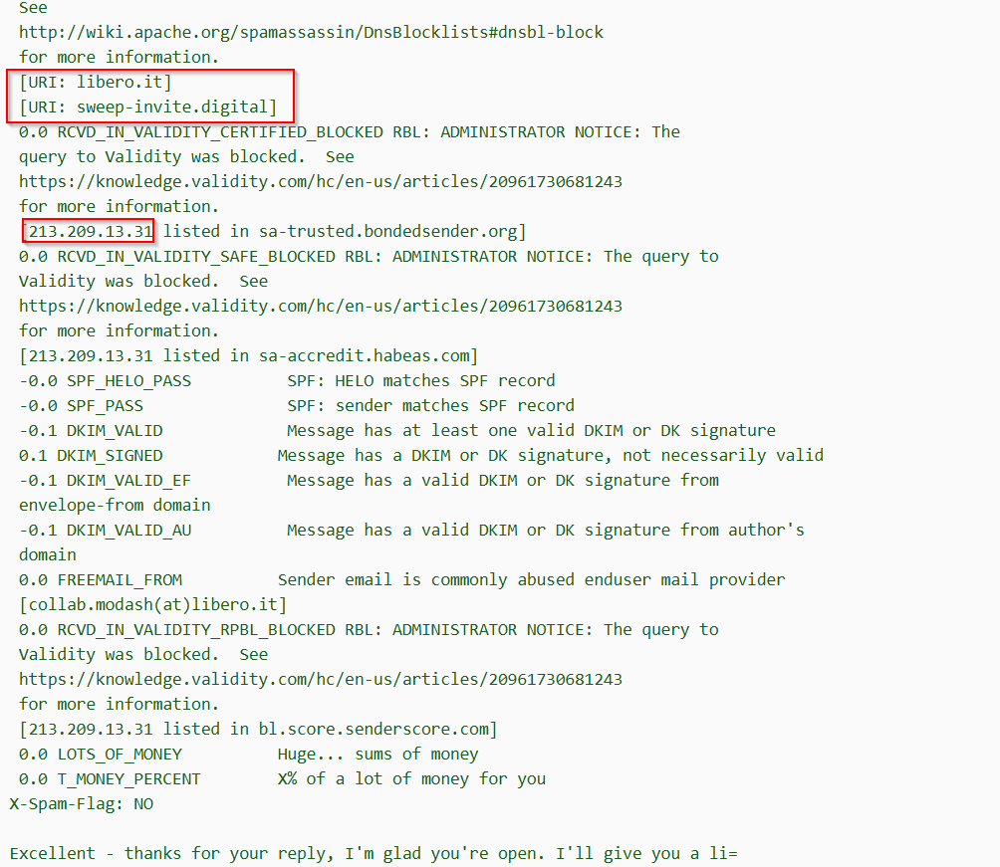 See
http://wiki.apache.org/spamassassin/DnsBlocklists#dnsbl-block
for more information.
[URI: libero.it]
[URI: sweep-invite.digital]
0.0 RCVD_IN_VALIDITY_CERTIFIED_BLOCKED RBL: ADMINISTRATOR NOTICE: The
query to Validity was blocked.  See
https://knowledge.validity.com/hc/en-us/articles/20961730681243
for more information.
[213.209.13.31 listed in sa-trusted.bondedsender.org]
0.0 RCVD_IN_VALIDITY_SAFE_BLOCKED RBL: ADMINISTRATOR NOTICE: The query to
Validity was blocked.  See
https://knowledge.validity.com/hc/en-us/articles/20961730681243
for more information.
[213.209.13.31 listed in sa-accredit.habeas.com]
-0.0 SPF_HELO_PASS          SPF: HELO matches SPF record
-0.0 SPF_PASS               SPF: sender matches SPF record
-0.1 DKIM_VALID             Message has at least one valid DKIM or DK signature
0.1 DKIM_SIGNED            Message has a DKIM or DK signature, not necessarily valid
-0.1 DKIM_VALID_EF          Message has a valid DKIM or DK signature from
envelope-from domain
-0.1 DKIM_VALID_AU          Message has a valid DKIM or DK signature from author's
domain
0.0 FREEMAIL_FROM          Sender email is commonly abused enduser mail provider
[collab.modash(at)libero.it]
0.0 RCVD_IN_VALIDITY_RPBL_BLOCKED RBL: ADMINISTRATOR NOTICE: The query to
Validity was blocked.  See
https://knowledge.validity.com/hc/en-us/articles/20961730681243
for more information.
[213.209.13.31 listed in bl.score.senderscore.com]
0.0 LOTS_OF_MONEY          Huge... sums of money
0.0 T_MONEY_PERCENT        X% of a lot of money for you
X-Spam-Flag: NO
Excellent - thanks for your reply, I'm glad you're open. I'll give you a li=